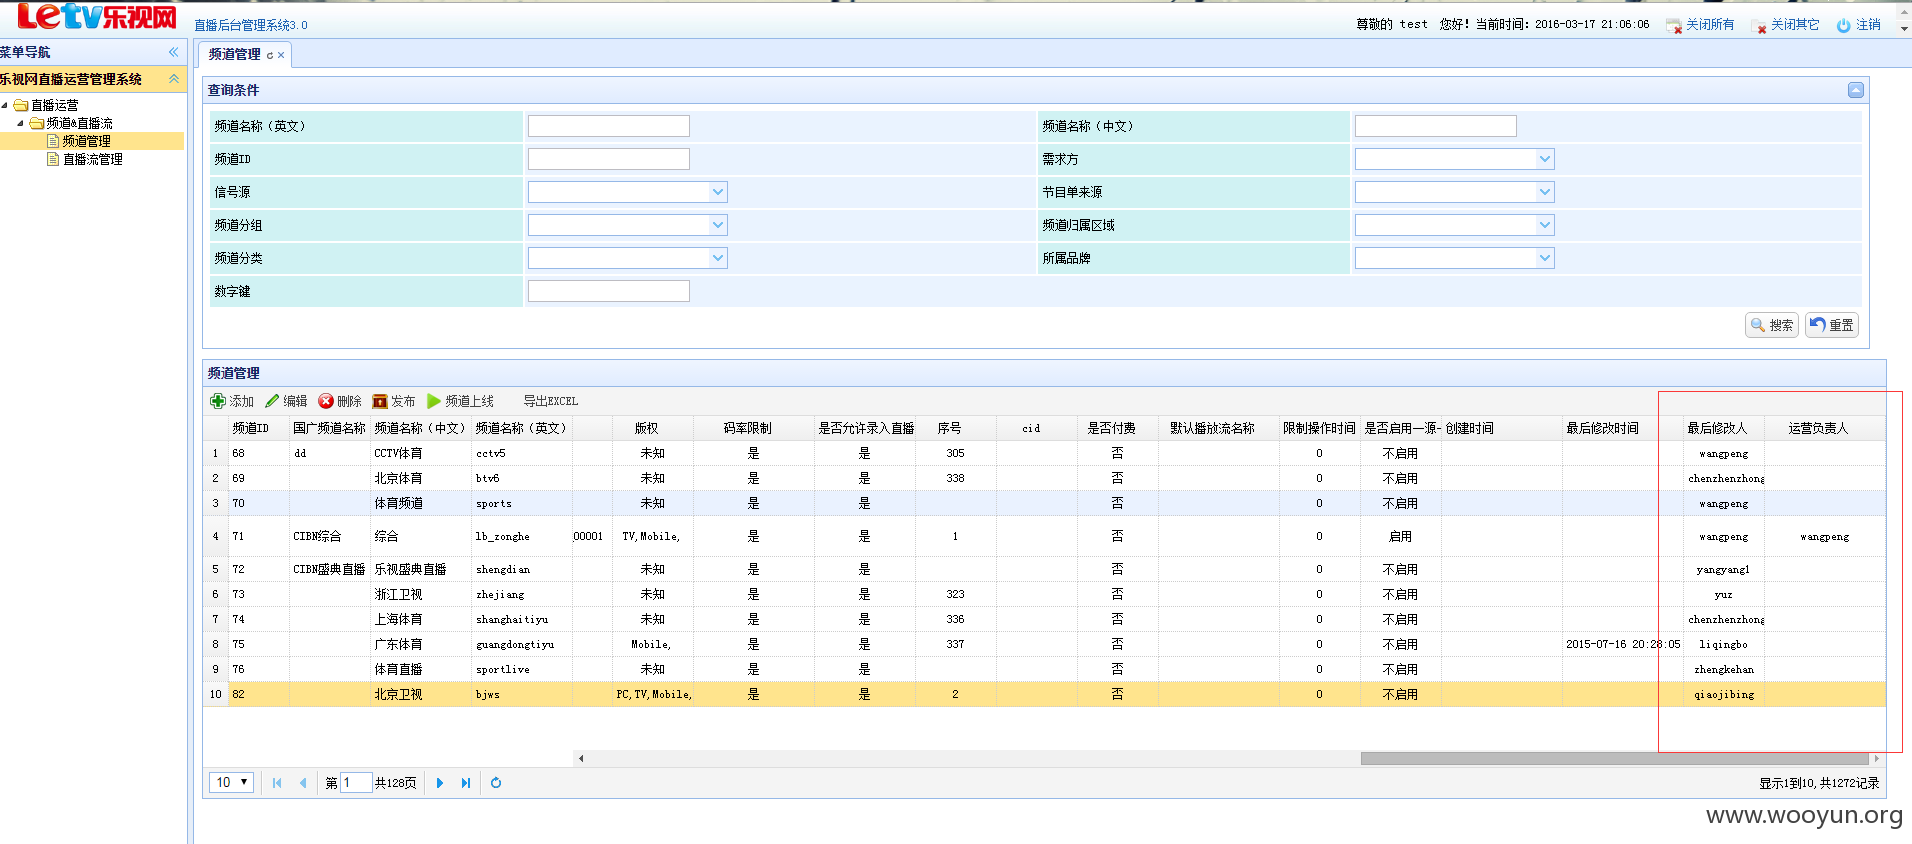 Letv乐视网 直播后台管理系统3.0 尊敬的 test 您好! 当前时间: 2016-03-17 21:06:06 关闭所有 关闭其它 注销
菜单导航
乐视网直播运营管理系统
直播运营
频道&直播流
频道管理
直播流管理
频道管理
查询条件
频道名称（英文） 频道名称（中文）
频道ID 需求方
信号源 节目单来源
频道分组 频道归属区域
频道分类 所属品牌
数字键
搜索 重置
频道管理
添加 编辑 删除 发布 频道上线 导出EXCEL
频道ID 国广频道名称 频道名称（中文） 频道名称（英文） 版权 码率限制 是否允许录入直播 序号 cid 是否付费 默认播放流名称 限制操作时间 是否启用一源- 创建时间 最后修改时间 最后修改人 运营负责人
1 68 dd CCTV体育 cctv5 未知 是 是 305 否 0 不启用 wangpeng
2 69 北京体育 btv6 未知 是 是 338 否 0 不启用 chenzhenzhong
3 70 体育频道 sports 未知 是 是 否 0 不启用 wangpeng
4 71 CIBN综合 综合 lb_zonghe 00001 TV,Mobile, 是 是 1 否 0 启用 wangpeng wangpeng
5 72 CIBN盛典直播 乐视盛典直播 shengdian 未知 是 是 否 0 不启用 yangyang1
6 73 浙江卫视 zhejiang 未知 是 是 323 否 0 不启用 yuz
7 74 上海体育 shanghaitiyu 未知 是 是 336 否 0 不启用 chenzhenzhong
8 75 广东体育 guangdongtiyu Mobile, 是 是 337 否 0 不启用 2015-07-16 20:28:05 liqingbo
9 76 体育直播 sportlive 未知 是 是 否 0 不启用 zhengkehan
10 82 北京卫视 bjws PC,TV,Mobile, 是 是 2 否 0 不启用 qiaojibing
10 第 1 共128页 显示1到10,共1272记录
www.wooyun.org